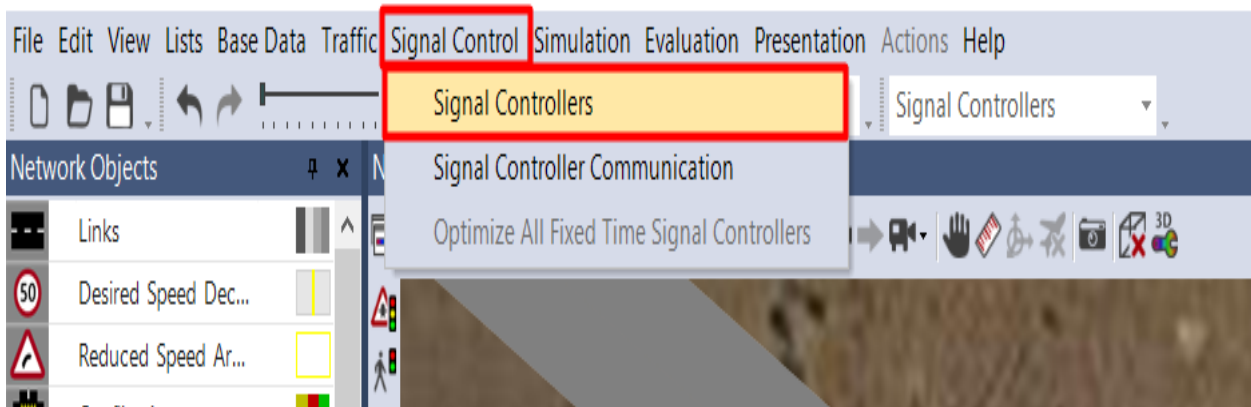 File Edit View Lists Base Data Traffic Signal Control Simulation Evaluation Presentation Actions Help
Signal Controllers
Signal Controllers
Network Objects
N
Signal Controller Communication
Links
Optimize All Fixed Time Signal Controllers
3D
50
Desired Speed Dec...
Reduced Speed Ar...